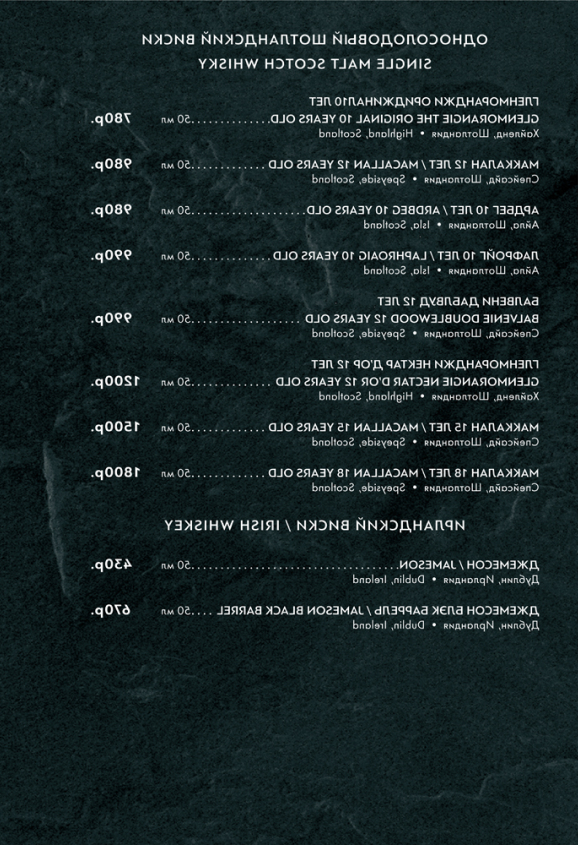 ОДНОСОЛОДОВЫЙ ШОТЛАНДСКИЙ ВИСКИ
SINGLE MALT SCOTCH WHISKY
ГЛЕНМОРАНДЖИ ОРИДЖИНАЛ10 ЛЕТ
GLENMORANGIE THE ORIGINAL 10 YEARS OLD..............50 мл 780р.
Хайленд, Шотландия • Highland, Scotland
МАККАЛАН 12 ЛЕТ / MACALLAN 12 YEARS OLD..............50 мл 980р.
Спейсайд, Шотландия • Speyside, Scotland
АРДБЕГ 10 ЛЕТ / ARDBEG 10 YEARS OLD....................50 мл 980р.
Айла, Шотландия • Isla, Scotland
ЛАФРОЙГ 10 ЛЕТ / LAPHROAIG 10 YEARS OLD..............50 мл 990р.
Айла, Шотландия • Isla, Scotland
БАЛВЕНИ ДАБЛВУД 12 ЛЕТ
BALVENIE DOUBLEWOOD 12 YEARS OLD ...................50 мл 990р.
Спейсайд, Шотландия • Speyside, Scotland
ГЛЕНМОРАНДЖИ НЕКТАР Д'ОР 12 ЛЕТ
GLENMORANGIE NECTAR D'OR 12 YEARS OLD .............50 мл 1200р.
Хайленд, Шотландия • Highland, Scotland
МАККАЛАН 15 ЛЕТ / MACALLAN 15 YEARS OLD ..............50 мл 1500р.
Спейсайд, Шотландия • Speyside, Scotland
МАККАЛАН 18 ЛЕТ / MACALLAN 18 YEARS OLD ..............50 мл 1800р.
Спейсайд, Шотландия • Speyside, Scotland
ИРЛАНДСКИЙ ВИСКИ / IRISH WHISKEY
ДЖЕМЕСОН / JAMESON......................................50 мл 430р.
Дублин, Ирландия • Dublin, Ireland
ДЖЕМЕСОН БЛЭК БАРРЕЛЬ / JAMESON BLACK BARREL ....50 мл 670р.
Дублин, Ирландия • Dublin, Ireland